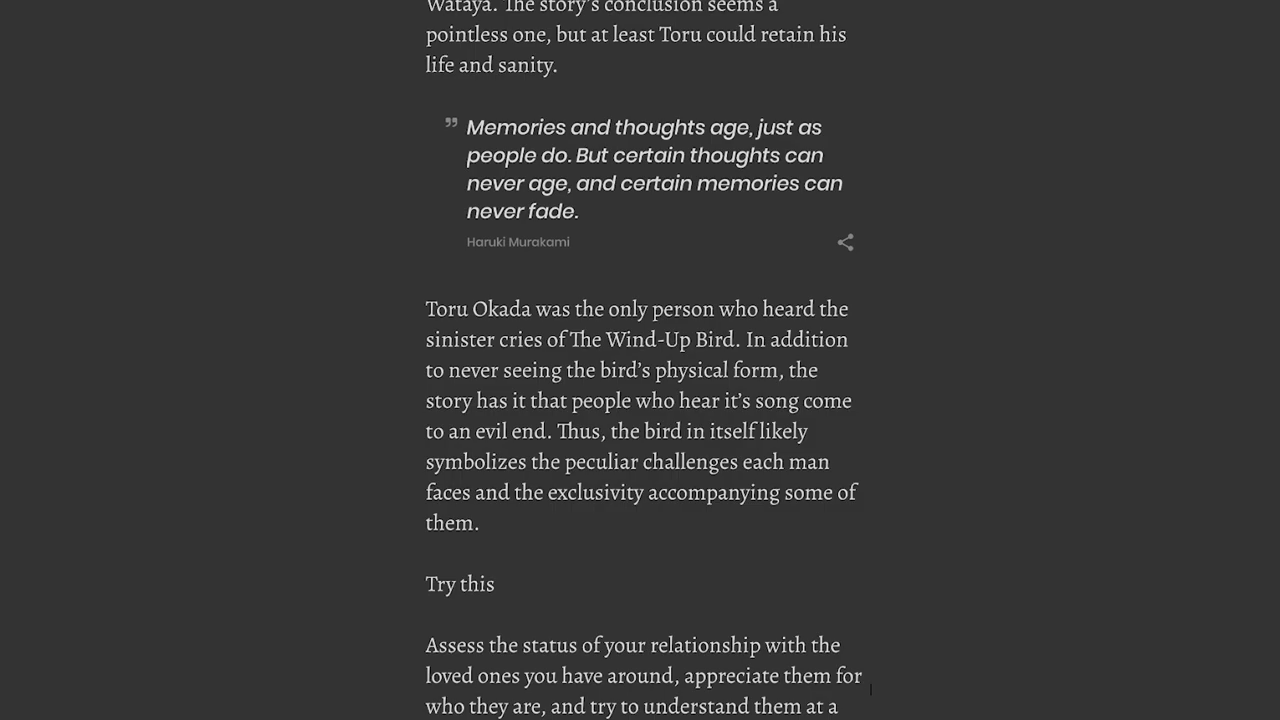 Wataya. The story's conclusion seems a
pointless one, but at least Toru could retain his
life and sanity.
” Memories and thoughts age, just as
people do. But certain thoughts can
never age, and certain memories can
never fade.
Haruki Murakami
Toru Okada was the only person who heard the
sinister cries of The Wind-Up Bird. In addition
to never seeing the bird’s physical form, the
story has it that people who hear it’s song come
to an evil end. Thus, the bird in itself likely
symbolizes the peculiar challenges each man
faces and the exclusivity accompanying some of
them.
Try this
Assess the status of your relationship with the
loved ones you have around, appreciate them for
who they are, and try to understand them at a